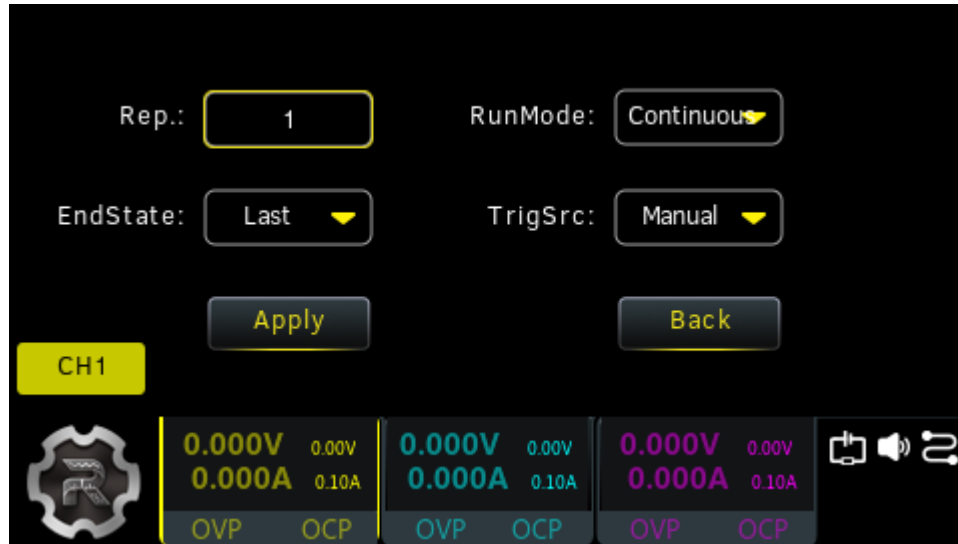 Rep.: 1 RunMode: Continuous
EndState: Last TrigSrc: Manual
Apply Back
CH1
0.000V 0.00V 0.000V 0.00V 0.000V 0.00V
0.000A 0.10A 0.000A 0.10A 0.000A 0.10A
OVP OCP OVP OCP OVP OCP
R